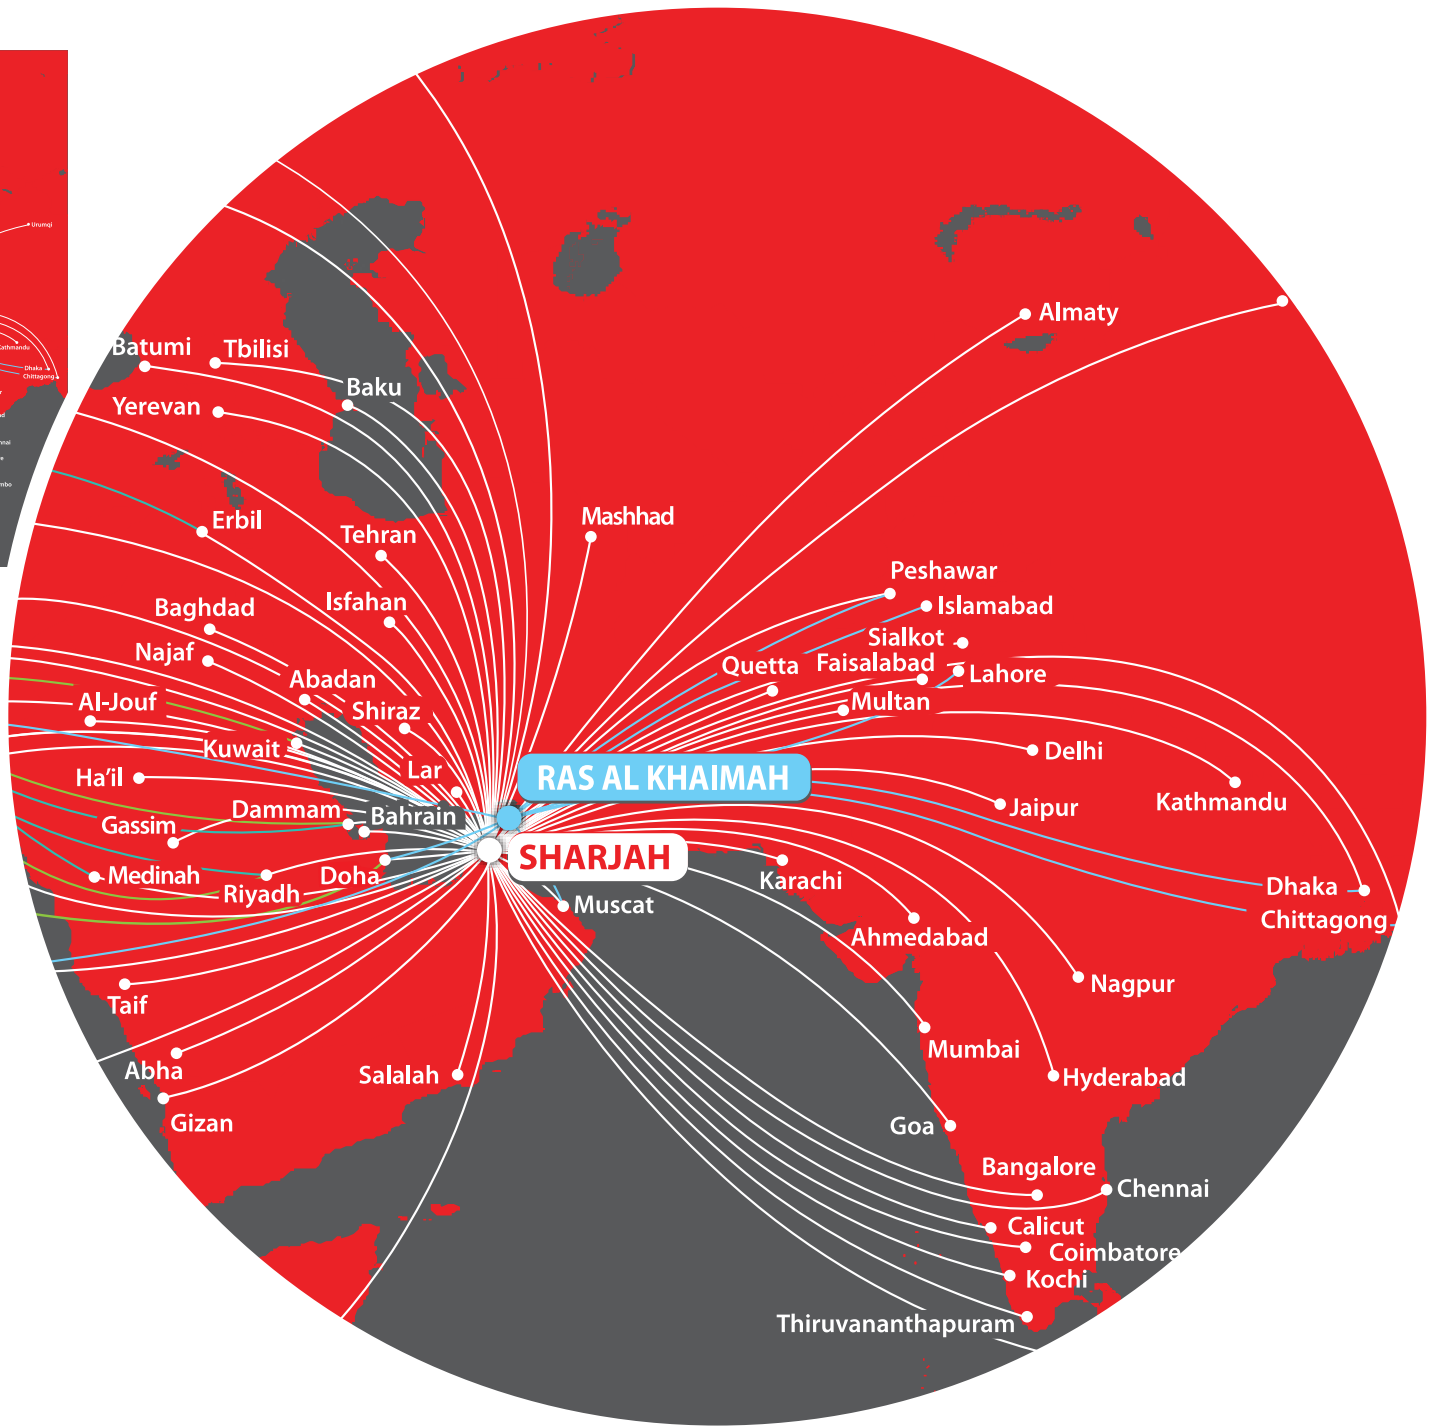 Urumqi
Kathmandu
Dhaka
Chittagong
Almaty
Batumi
Tbilisi
Baku
Yerevan
Erbil
Tehran
Mashhad
Peshawar
Islamabad
Baghdad
Isfahan
Sialkot
Najaf
Quetta
Faisalabad
Lahore
Abadan
Al-Jouf
Shiraz
Multan
Kuwait
Delhi
Ha'il
Lar
RAS AL KHAIMAH
Kathmandu
Jaipur
Dammam
Bahrain
Gassim
SHARJAH
Medinah
Riyadh
Doha
Karachi
Dhaka
Muscat
Chittagong
Ahmedabad
Nagpur
Taif
Mumbai
Abha
Salalah
Hyderabad
Gizan
Goa
Bangalore
Chennai
Calicut
Coimbatore
Kochi
Thiruvananthapuram